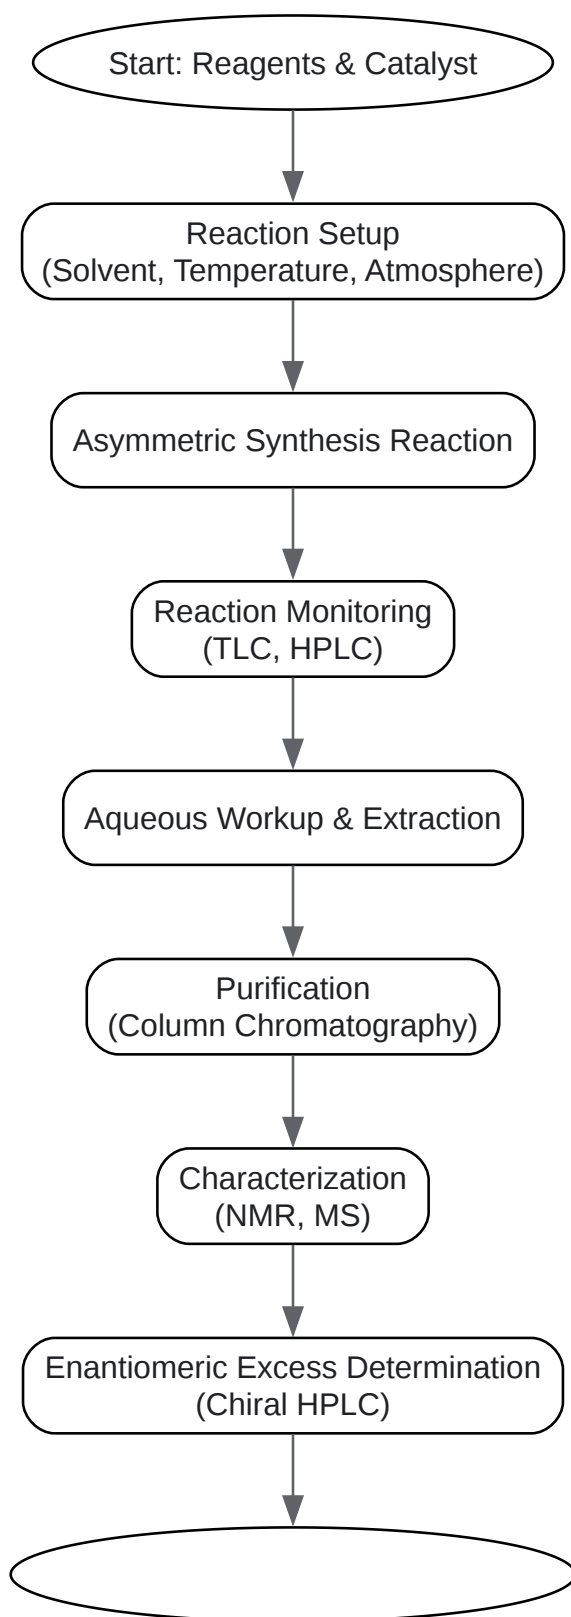 Start: Reagents & Catalyst
Reaction Setup
(Solvent, Temperature, Atmosphere)
Asymmetric Synthesis Reaction
Reaction Monitoring
(TLC, HPLC)
Aqueous Workup & Extraction
Purification
(Column Chromatography)
Characterization
(NMR, MS)
Enantiomeric Excess Determination
(Chiral HPLC)